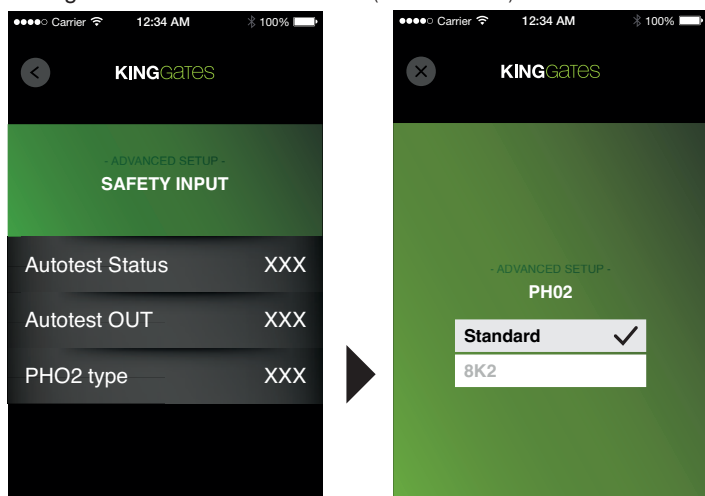 ●●●●○ Carrier 12:34 AM 100%
KINGGATES
- ADVANCED SETUP -
SAFETY INPUT
Autotest Status XXX
Autotest OUT XXX
PHO2 type XXX
●●●●○ Carrier 12:34 AM 100%
KINGGATES
- ADVANCED SETUP -
PH02
Standard
8K2